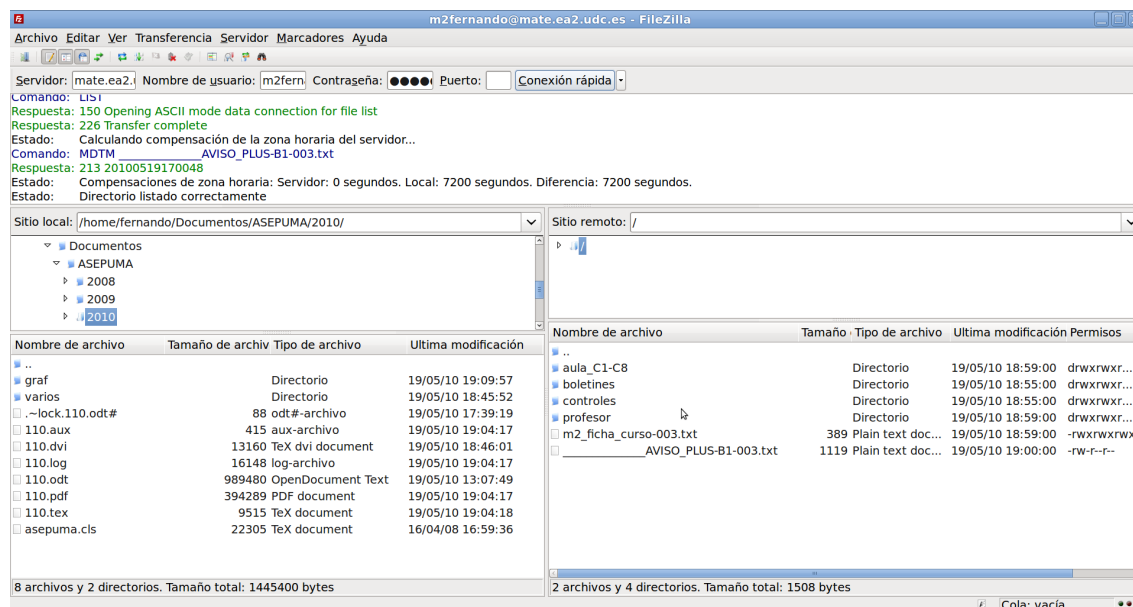 m2fernando@mate.ea2.udc.es - FileZilla
Archivo Editar Ver Transferencia Servidor Marcadores Ayuda
Servidor: mate.ea2. Nombre de usuario: m2fern Contraseña: ●●●● Puerto: Conexión rápida
Comando: LIST
Respuesta: 150 Opening ASCII mode data connection for file list
Respuesta: 226 Transfer complete
Estado: Calculando compensación de la zona horaria del servidor...
Comando: MDTM ______________AVISO_PLUS-B1-003.txt
Respuesta: 213 20100519170048
Estado: Compensaciones de zona horaria: Servidor: 0 segundos. Local: 7200 segundos. Diferencia: 7200 segundos.
Estado: Directorio listado correctamente
Sitio local: /home/fernando/Documentos/ASEPUMA/2010/
Documentos
ASEPUMA
2008
2009
2010
Nombre de archivo Tamaño de archiv Tipo de archivo Ultima modificación
..
graf Directorio 19/05/10 19:09:57
varios Directorio 19/05/10 18:45:52
.~lock.110.odt# 88 odt#-archivo 19/05/10 17:39:19
110.aux 415 aux-archivo 19/05/10 19:04:17
110.dvi 13160 TeX dvi document 19/05/10 18:46:01
110.log 16148 log-archivo 19/05/10 19:04:17
110.odt 989480 OpenDocument Text 19/05/10 13:07:49
110.pdf 394289 PDF document 19/05/10 19:04:17
110.tex 9515 TeX document 19/05/10 19:04:18
asepuma.cls 22305 TeX document 16/04/08 16:59:36
8 archivos y 2 directorios. Tamaño total: 1445400 bytes
Sitio remoto: /
/
Nombre de archivo Tamaño Tipo de archivo Ultima modificación Permisos
..
aula_C1-C8 Directorio 19/05/10 18:59:00 drwxrwxr...
boletines Directorio 19/05/10 18:55:00 drwxrwxr...
controles Directorio 19/05/10 18:55:00 drwxrwxr...
profesor Directorio 19/05/10 18:59:00 drwxrwxr...
m2_ficha_curso-003.txt 389 Plain text doc... 19/05/10 18:59:00 -rwxrwxrwx
______________AVISO_PLUS-B1-003.txt 1119 Plain text doc... 19/05/10 19:00:00 -rw-r--r--
2 archivos y 4 directorios. Tamaño total: 1508 bytes
Cola: vacía